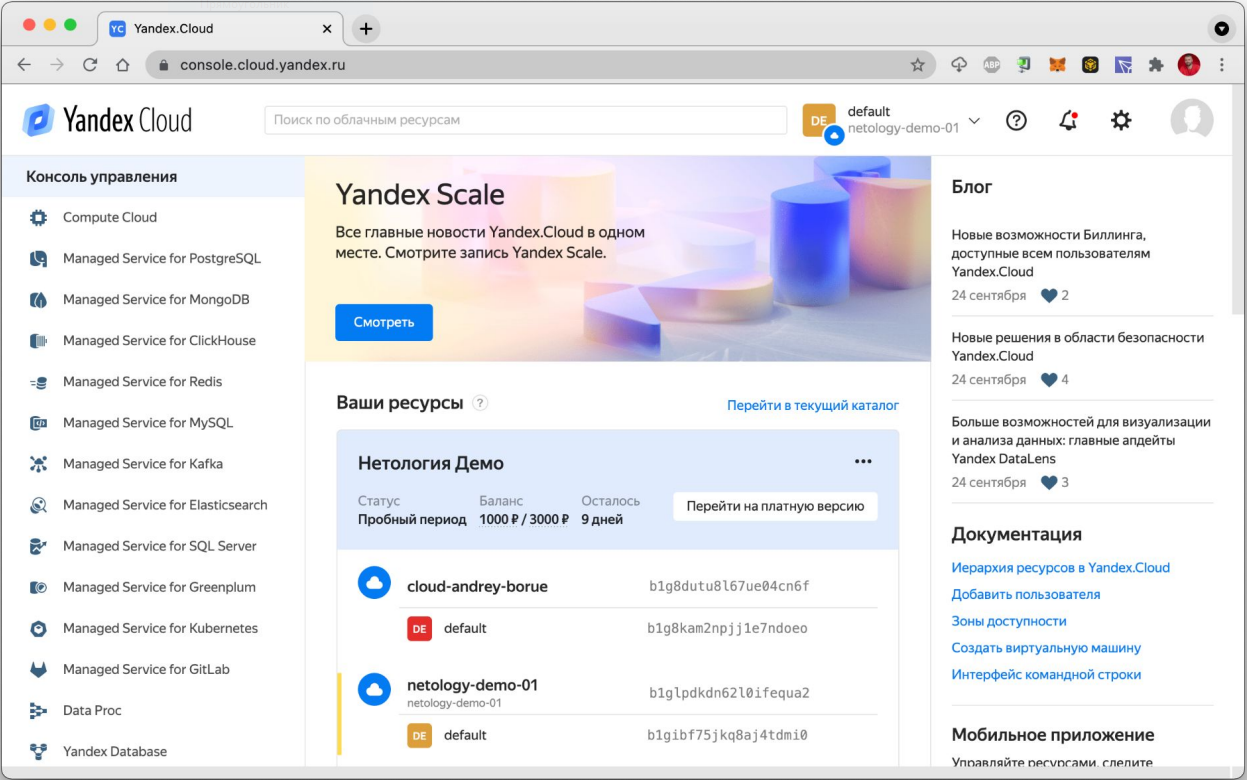 Yandex.Cloud
console.cloud.yandex.ru
ABP
Yandex Cloud
Поиск по облачным ресурсам
DE
default
netology-demo-01
Консоль управления
Compute Cloud
Managed Service for PostgreSQL
Managed Service for MongoDB
Managed Service for ClickHouse
Managed Service for Redis
Managed Service for MySQL
Managed Service for Kafka
Managed Service for Elasticsearch
Managed Service for SQL Server
Managed Service for Greenplum
Managed Service for Kubernetes
Managed Service for GitLab
Data Proc
Yandex Database
Yandex Scale
Все главные новости Yandex.Cloud в одном
месте. Смотрите запись Yandex Scale.
Смотреть
Ваши ресурсы ?
Перейти в текущий каталог
Нетология Демо
Статус Баланс Осталось
Пробный период 1000 ₽ / 3000 ₽ 9 дней
Перейти на платную версию
cloud-andrey-borue b1g8dutu8l67ue04cn6f
DE default b1g8kam2npjj1e7ndoeo
netology-demo-01 b1glpdkdn62l0ifequa2
netology-demo-01
DE default b1gibf75jkq8aj4tdmi0
Блог
Новые возможности Биллинга,
доступные всем пользователям
Yandex.Cloud
24 сентября 2
Новые решения в области безопасности
Yandex.Cloud
24 сентября 4
Больше возможностей для визуализации
и анализа данных: главные апдейты
Yandex DataLens
24 сентября 3
Документация
Иерархия ресурсов в Yandex.Cloud
Добавить пользователя
Зоны доступности
Создать виртуальную машину
Интерфейс командной строки
Мобильное приложение
Управляйте ресурсами, следите